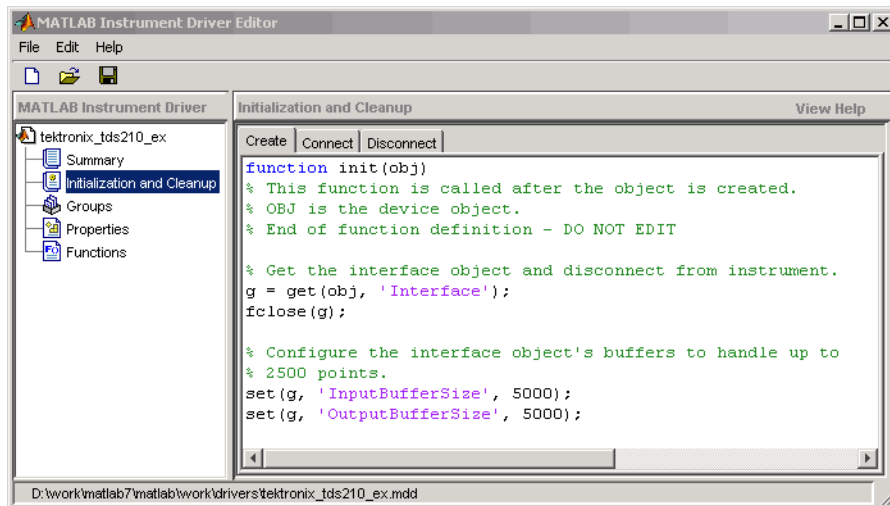 MATLAB Instrument Driver Editor
File Edit Help
MATLAB Instrument Driver
Initialization and Cleanup View Help
tektronix_tds210_ex
Summary
Initialization and Cleanup
Groups
Properties
Functions
Create Connect Disconnect
function init(obj)
% This function is called after the object is created.
% OBJ is the device object.
% End of function definition - DO NOT EDIT
% Get the interface object and disconnect from instrument.
g = get(obj, 'Interface');
fclose(g);
% Configure the interface object's buffers to handle up to
% 2500 points.
set(g, 'InputBufferSize', 5000);
set(g, 'OutputBufferSize', 5000);
D:\work\matlab7\matlab\work\drivers\tektronix_tds210_ex.mdd